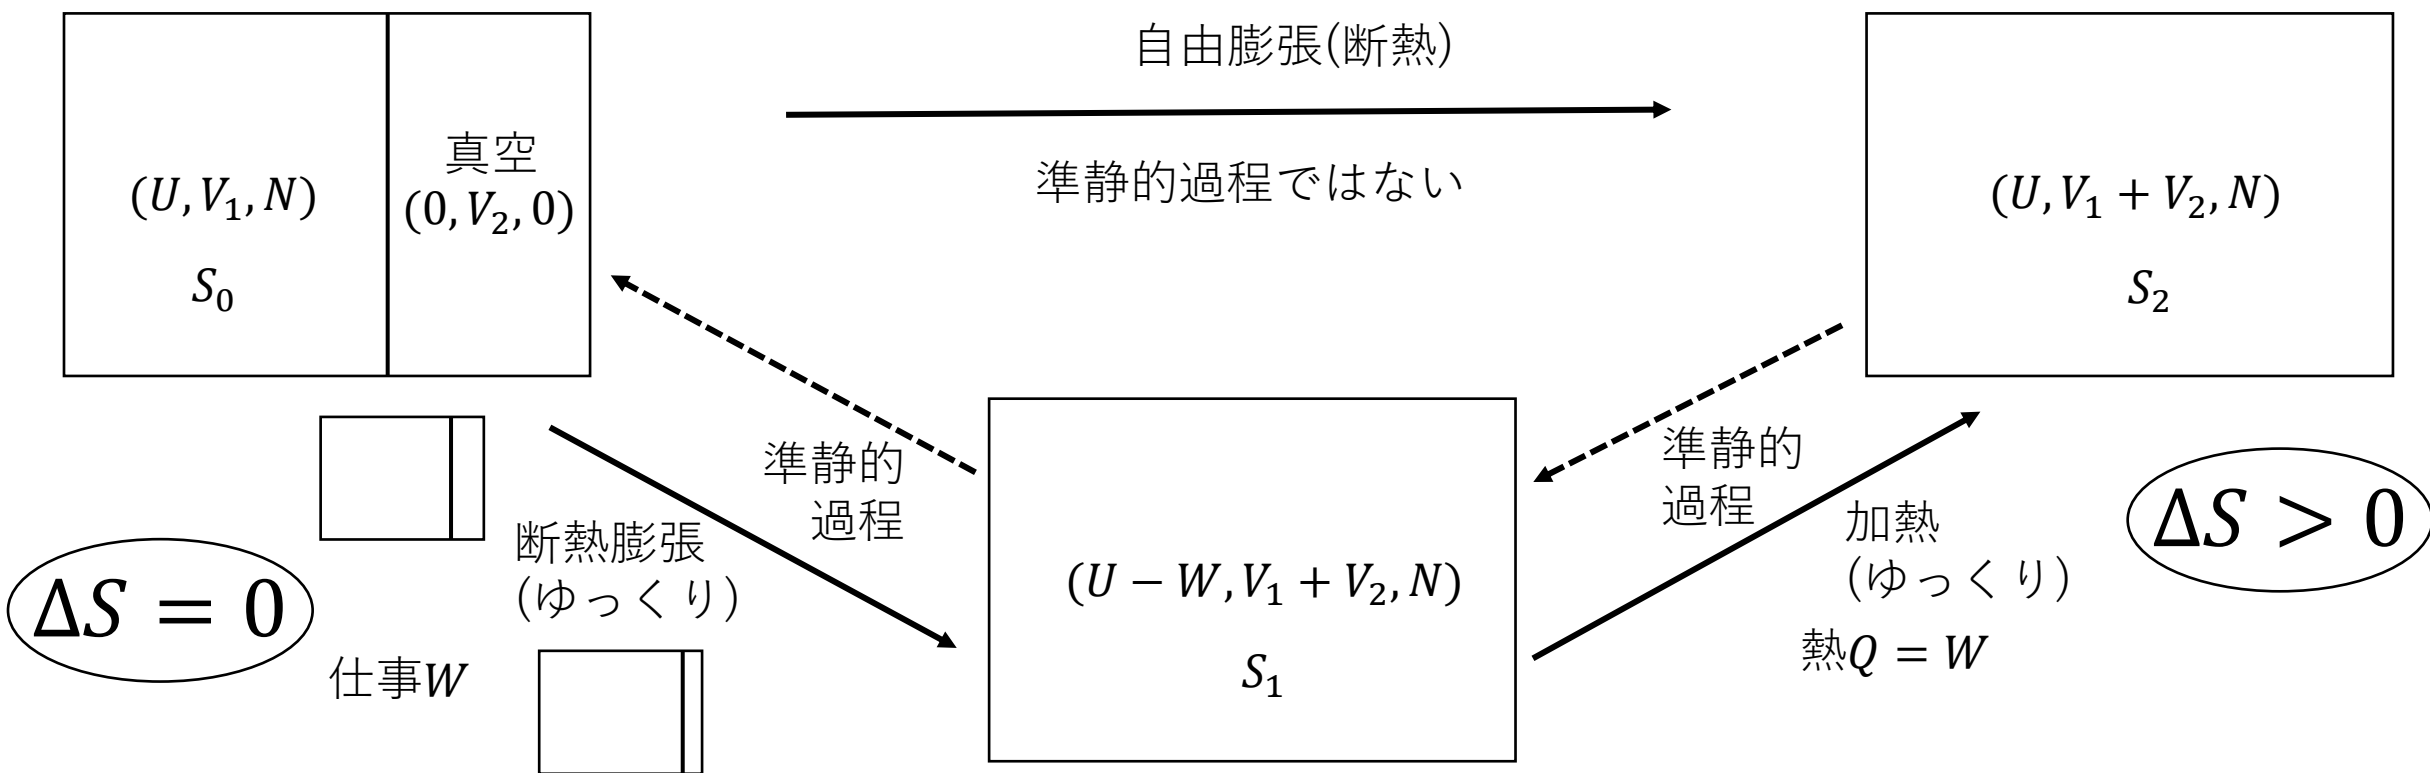 自由膨張(断熱)
真空
(U, V₁, N)
(0, V₂, 0)
準静的過程ではない
(U, V₁ + V₂, N)
S₀
S₂
準静的
過程
準静的
過程
断熱膨張
(ゆっくり)
加熱
(ゆっくり)
ΔS > 0
ΔS = 0
(U − W, V₁ + V₂, N)
仕事W
S₁
熱Q = W